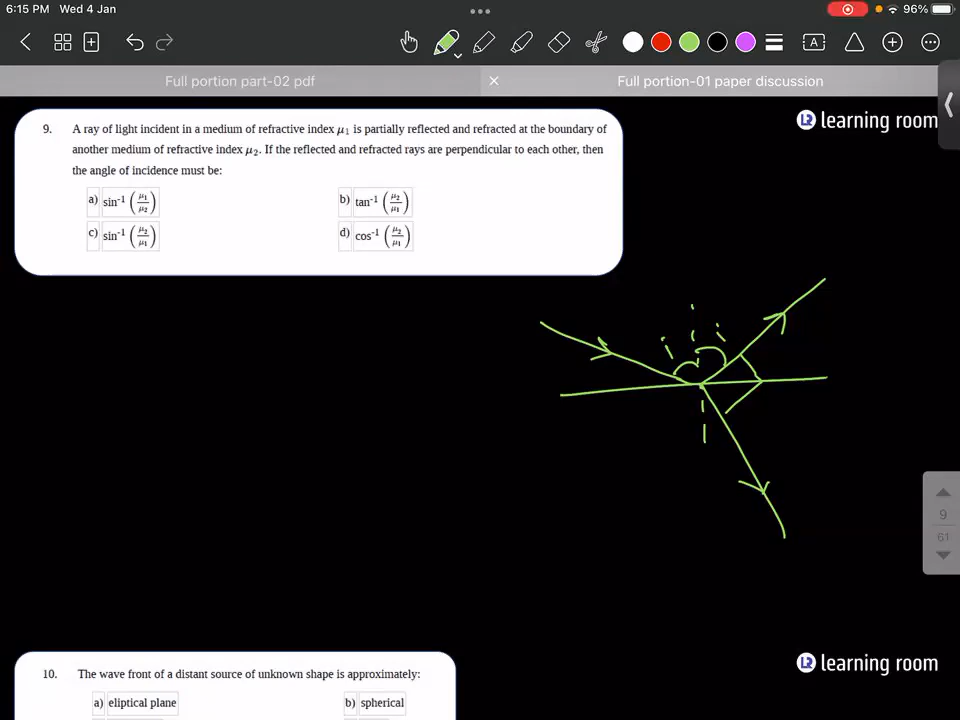 6:15 PM Wed 4 Jan
96%
A
Full portion part-02 pdf
Full portion-01 paper discussion
learning room
9. A ray of light incident in a medium of refractive index μ₁ is partially reflected and refracted at the boundary of
another medium of refractive index μ₂. If the reflected and refracted rays are perpendicular to each other, then
the angle of incidence must be:
a) sin⁻¹ (μ₁/μ₂)
b) tan⁻¹ (μ₂/μ₁)
c) sin⁻¹ (μ₂/μ₁)
d) cos⁻¹ (μ₂/μ₁)
i i
9
61
learning room
10. The wave front of a distant source of unknown shape is approximately:
a) eliptical plane
b) spherical